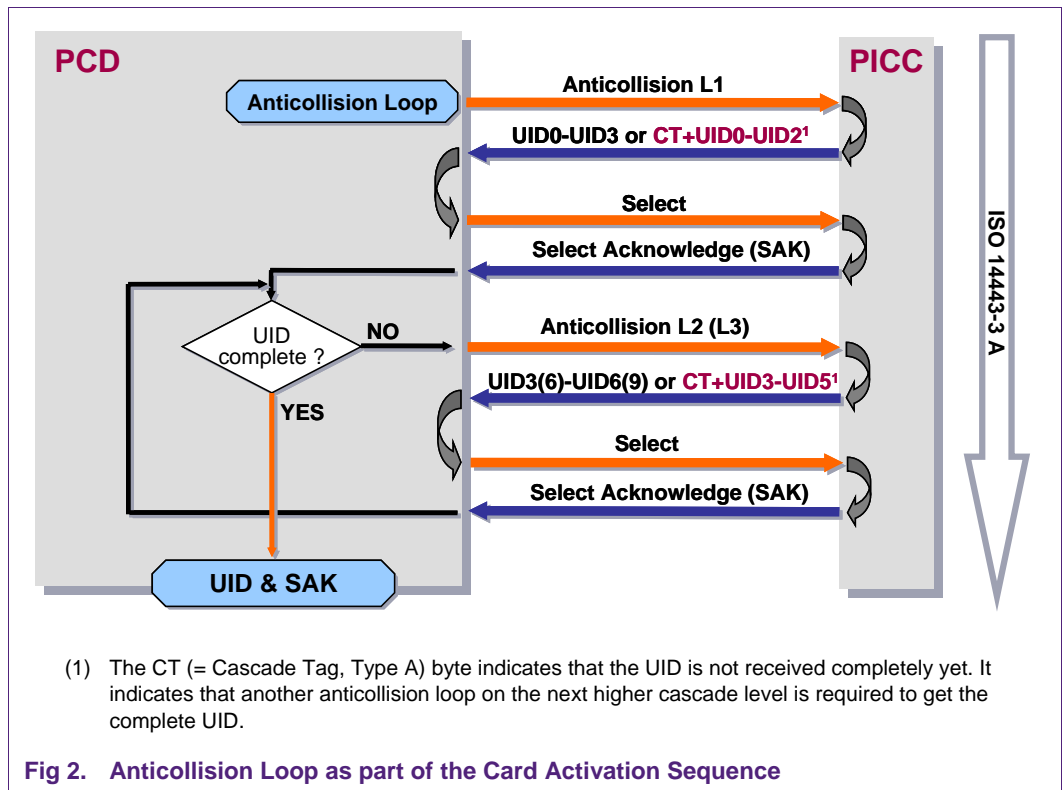 PCD
PICC
Anticollision Loop
Anticollision L1
UID0-UID3 or CT+UID0-UID2¹
Select
Select Acknowledge (SAK)
UID
complete ?
NO
Anticollision L2 (L3)
UID3(6)-UID6(9) or CT+UID3-UID5¹
YES
Select
Select Acknowledge (SAK)
UID & SAK
ISO 14443-3 A
(1) The CT (= Cascade Tag, Type A) byte indicates that the UID is not received completely yet. It
indicates that another anticollision loop on the next higher cascade level is required to get the
complete UID.
Fig 2. Anticollision Loop as part of the Card Activation Sequence